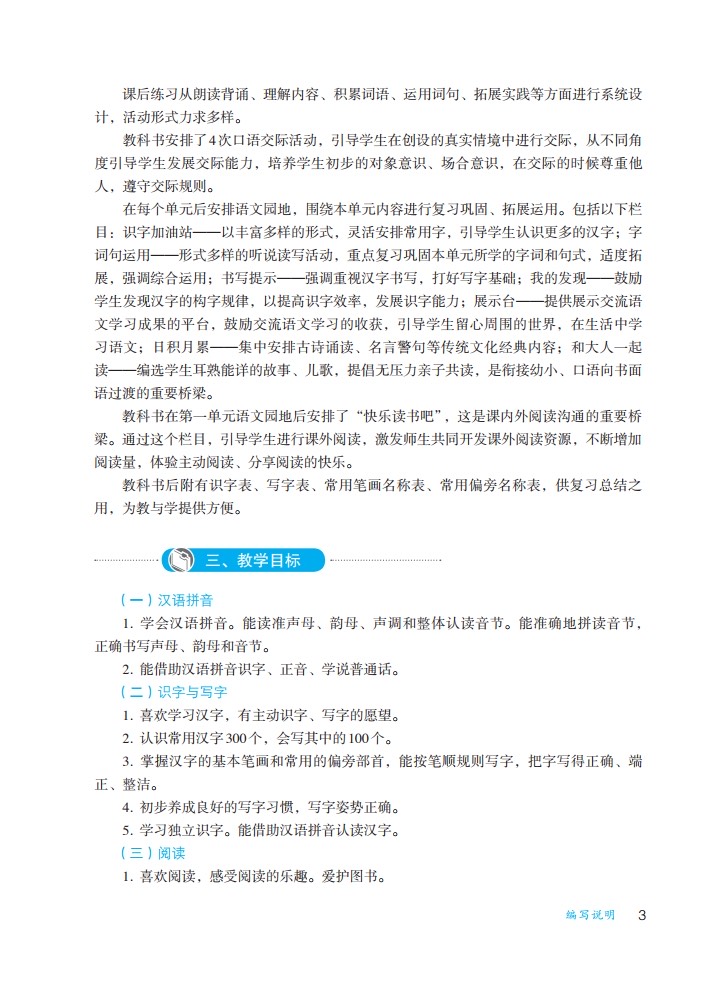 课后练习从朗读背诵、理解内容、积累词语、运用词句、拓展实践等方面进行系统设
计，活动形式力求多样。
教科书安排了4次口语交际活动，引导学生在创设的真实情境中进行交际，从不同角
度引导学生发展交际能力，培养学生初步的对象意识、场合意识，在交际的时候尊重他
人，遵守交际规则。
在每个单元后安排语文园地，围绕本单元内容进行复习巩固、拓展运用。包括以下栏
目：识字加油站——以丰富多样的形式，灵活安排常用字，引导学生认识更多的汉字；字
词句运用——形式多样的听说读写活动，重点复习巩固本单元所学的字词和句式，适度拓
展，强调综合运用；书写提示——强调重视汉字书写，打好写字基础；我的发现——鼓励
学生发现汉字的构字规律，以提高识字效率，发展识字能力；展示台——提供展示交流语
文学习成果的平台，鼓励交流语文学习的收获，引导学生留心周围的世界，在生活中学
习语文；日积月累——集中安排古诗诵读、名言警句等传统文化经典内容；和大人一起
读——编选学生耳熟能详的故事、儿歌，提倡无压力亲子共读，是衔接幼小、口语向书面
语过渡的重要桥梁。
教科书在第一单元语文园地后安排了“快乐读书吧”，这是课内外阅读沟通的重要桥
梁。通过这个栏目，引导学生进行课外阅读，激发师生共同开发课外阅读资源，不断增加
阅读量，体验主动阅读、分享阅读的快乐。
教科书后附有识字表、写字表、常用笔画名称表、常用偏旁名称表，供复习总结之
用，为教与学提供方便。
三、教学目标
（一）汉语拼音
1. 学会汉语拼音。能读准声母、韵母、声调和整体认读音节。能准确地拼读音节，
正确书写声母、韵母和音节。
2. 能借助汉语拼音识字、正音、学说普通话。
（二）识字与写字
1. 喜欢学习汉字，有主动识字、写字的愿望。
2. 认识常用汉字300个，会写其中的100个。
3. 掌握汉字的基本笔画和常用的偏旁部首，能按笔顺规则写字，把字写得正确、端
正、整洁。
4. 初步养成良好的写字习惯，写字姿势正确。
5. 学习独立识字。能借助汉语拼音认读汉字。
（三）阅读
1. 喜欢阅读，感受阅读的乐趣。爱护图书。
编写说明 3